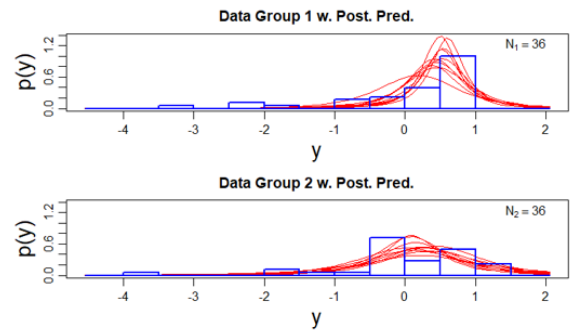 Data Group 1 w. Post. Pred.
N₁ = 36
p(y)
0.0 0.6 1.2
-4 -3 -2 -1 0 1 2
y
Data Group 2 w. Post. Pred.
N₂ = 36
p(y)
0.0 0.6 1.2
-4 -3 -2 -1 0 1 2
y